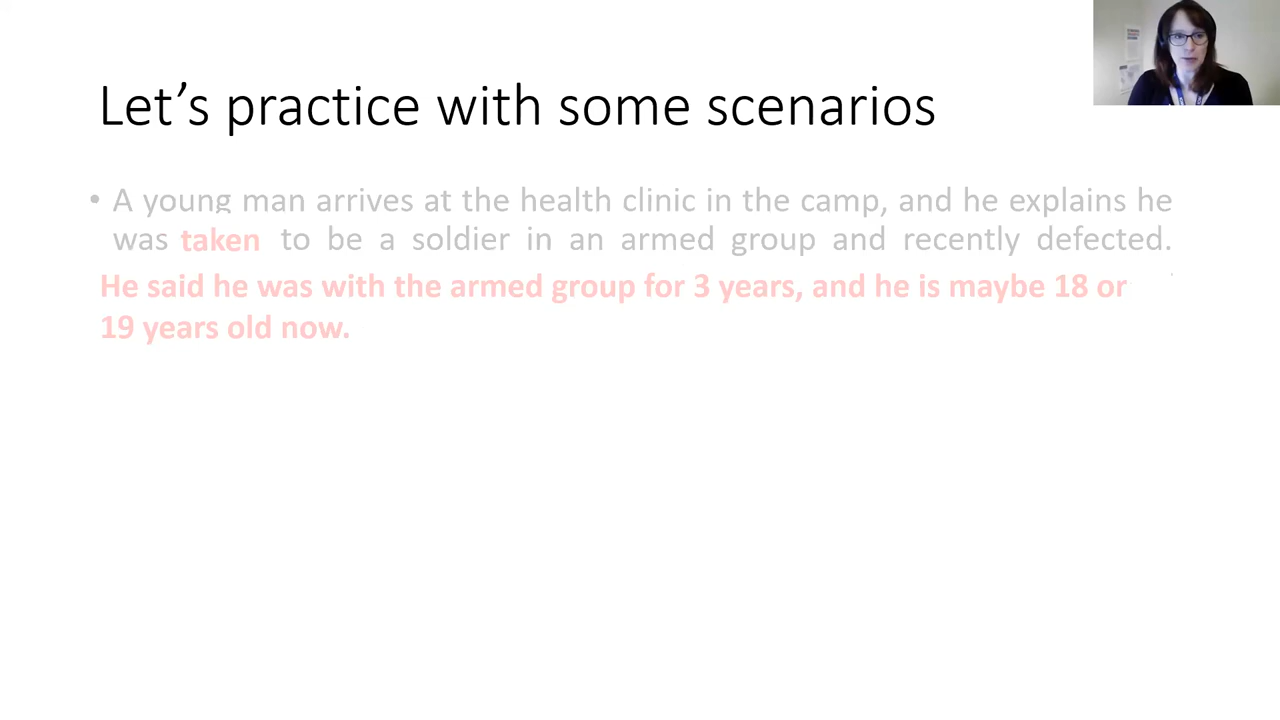 Let's practice with some scenarios
• A young man arrives at the health clinic in the camp, and he explains he
was taken to be a soldier in an armed group and recently defected.
He said he was with the armed group for 3 years, and he is maybe 18 or
19 years old now.